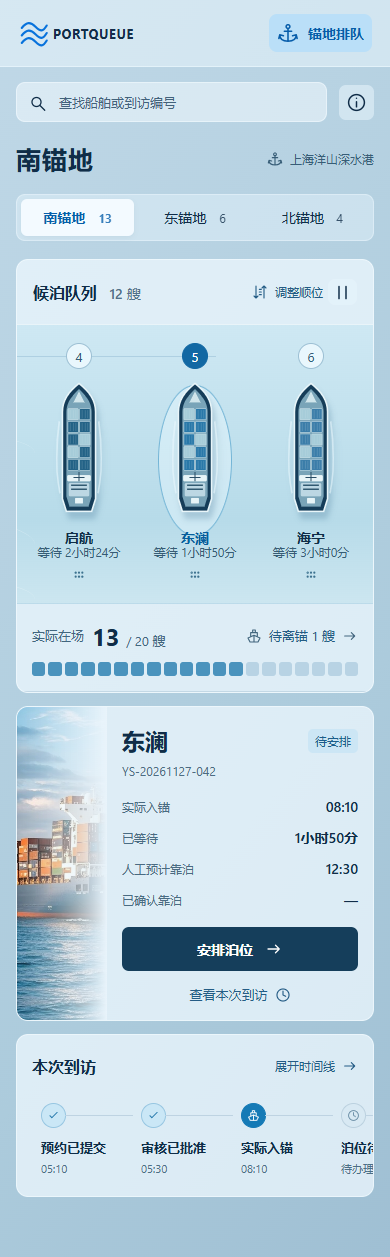 PORTQUEUE
锚地排队
查找船舶或到访编号
南锚地
上海洋山深水港
南锚地 13
东锚地 6
北锚地 4
候泊队列 12 艘
调整顺位
4 5 6
启航 东澜 海宁
等待 2小时24分 等待 1小时50分 等待 3小时0分
实际在场 13 / 20 艘
待离锚 1 艘
东澜
待安排
YS-20261127-042
实际入锚 08:10
已等待 1小时50分
人工预计靠泊 12:30
已确认靠泊 —
安排泊位
查看本次到访
本次到访
展开时间线
预约已提交 审核已批准 实际入锚 泊位
05:10 05:30 08:10 待办理